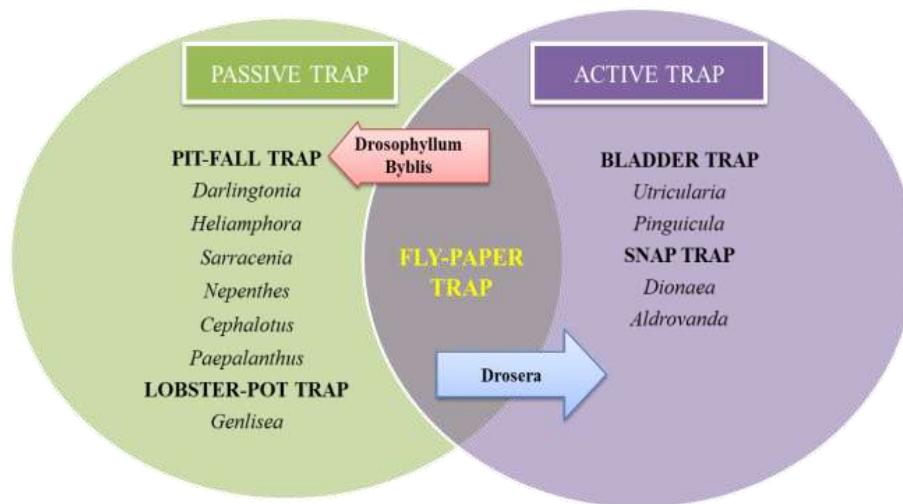 PASSIVE TRAP
PIT-FALL TRAP
Darlingtonia
Heliamphora
Sarracenia
Nepenthes
Cephalotus
Paepalanthus
LOBSTER-POT TRAP
Genlisea
Drosophyllum
Byblis
FLY-PAPER
TRAP
Drosera
ACTIVE TRAP
BLADDER TRAP
Utricularia
Pinguicula
SNAP TRAP
Dionaea
Aldrovanda